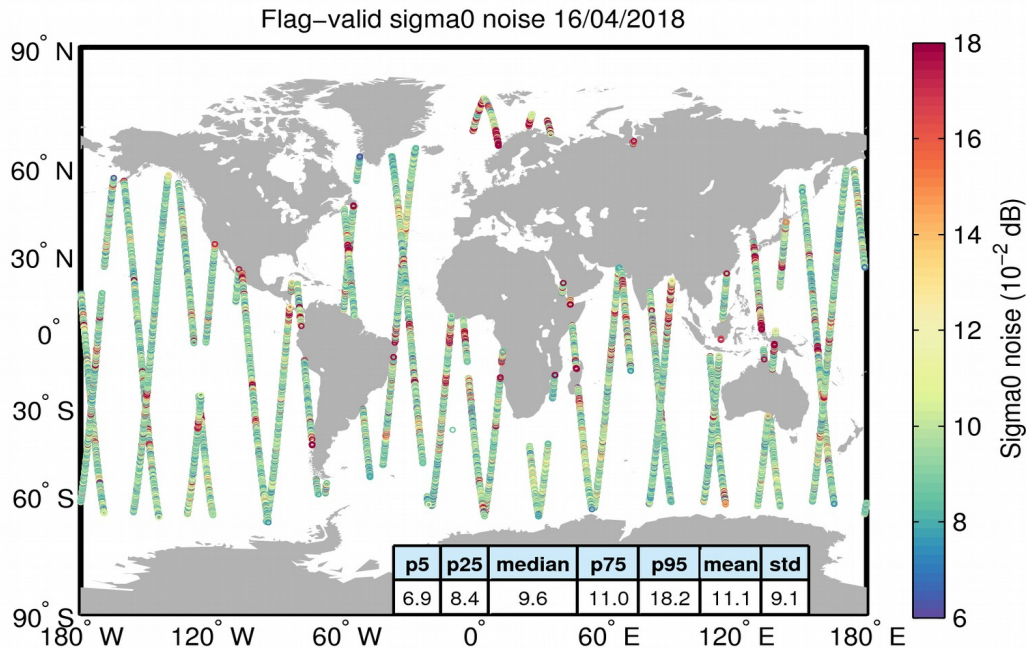 Flag-valid sigma0 noise 16/04/2018
90° N
60° N
30° N
0°
30° S
60° S
90° S
180° W
120° W
60° W
0°
60° E
120° E
180° E
p5 p25 median p75 p95 mean std
6.9 8.4 9.6 11.0 18.2 11.1 9.1
18
16
14
12
10
8
6
Sigma0 noise (10⁻² dB)